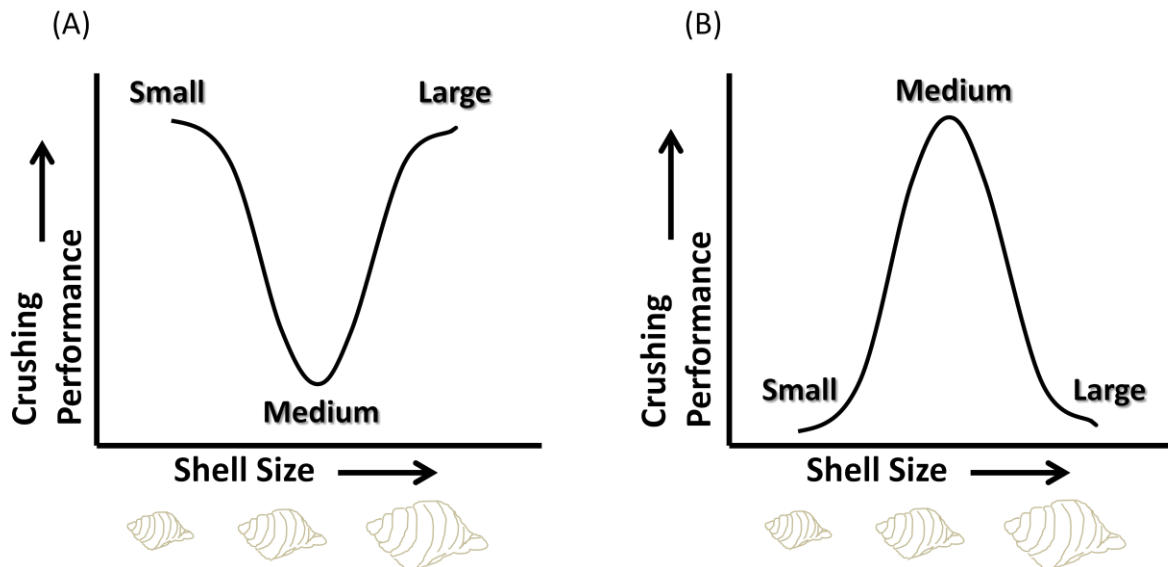 (A)
Small
Large
Medium
Crushing
Performance
Shell Size
(B)
Medium
Small
Large
Crushing
Performance
Shell Size